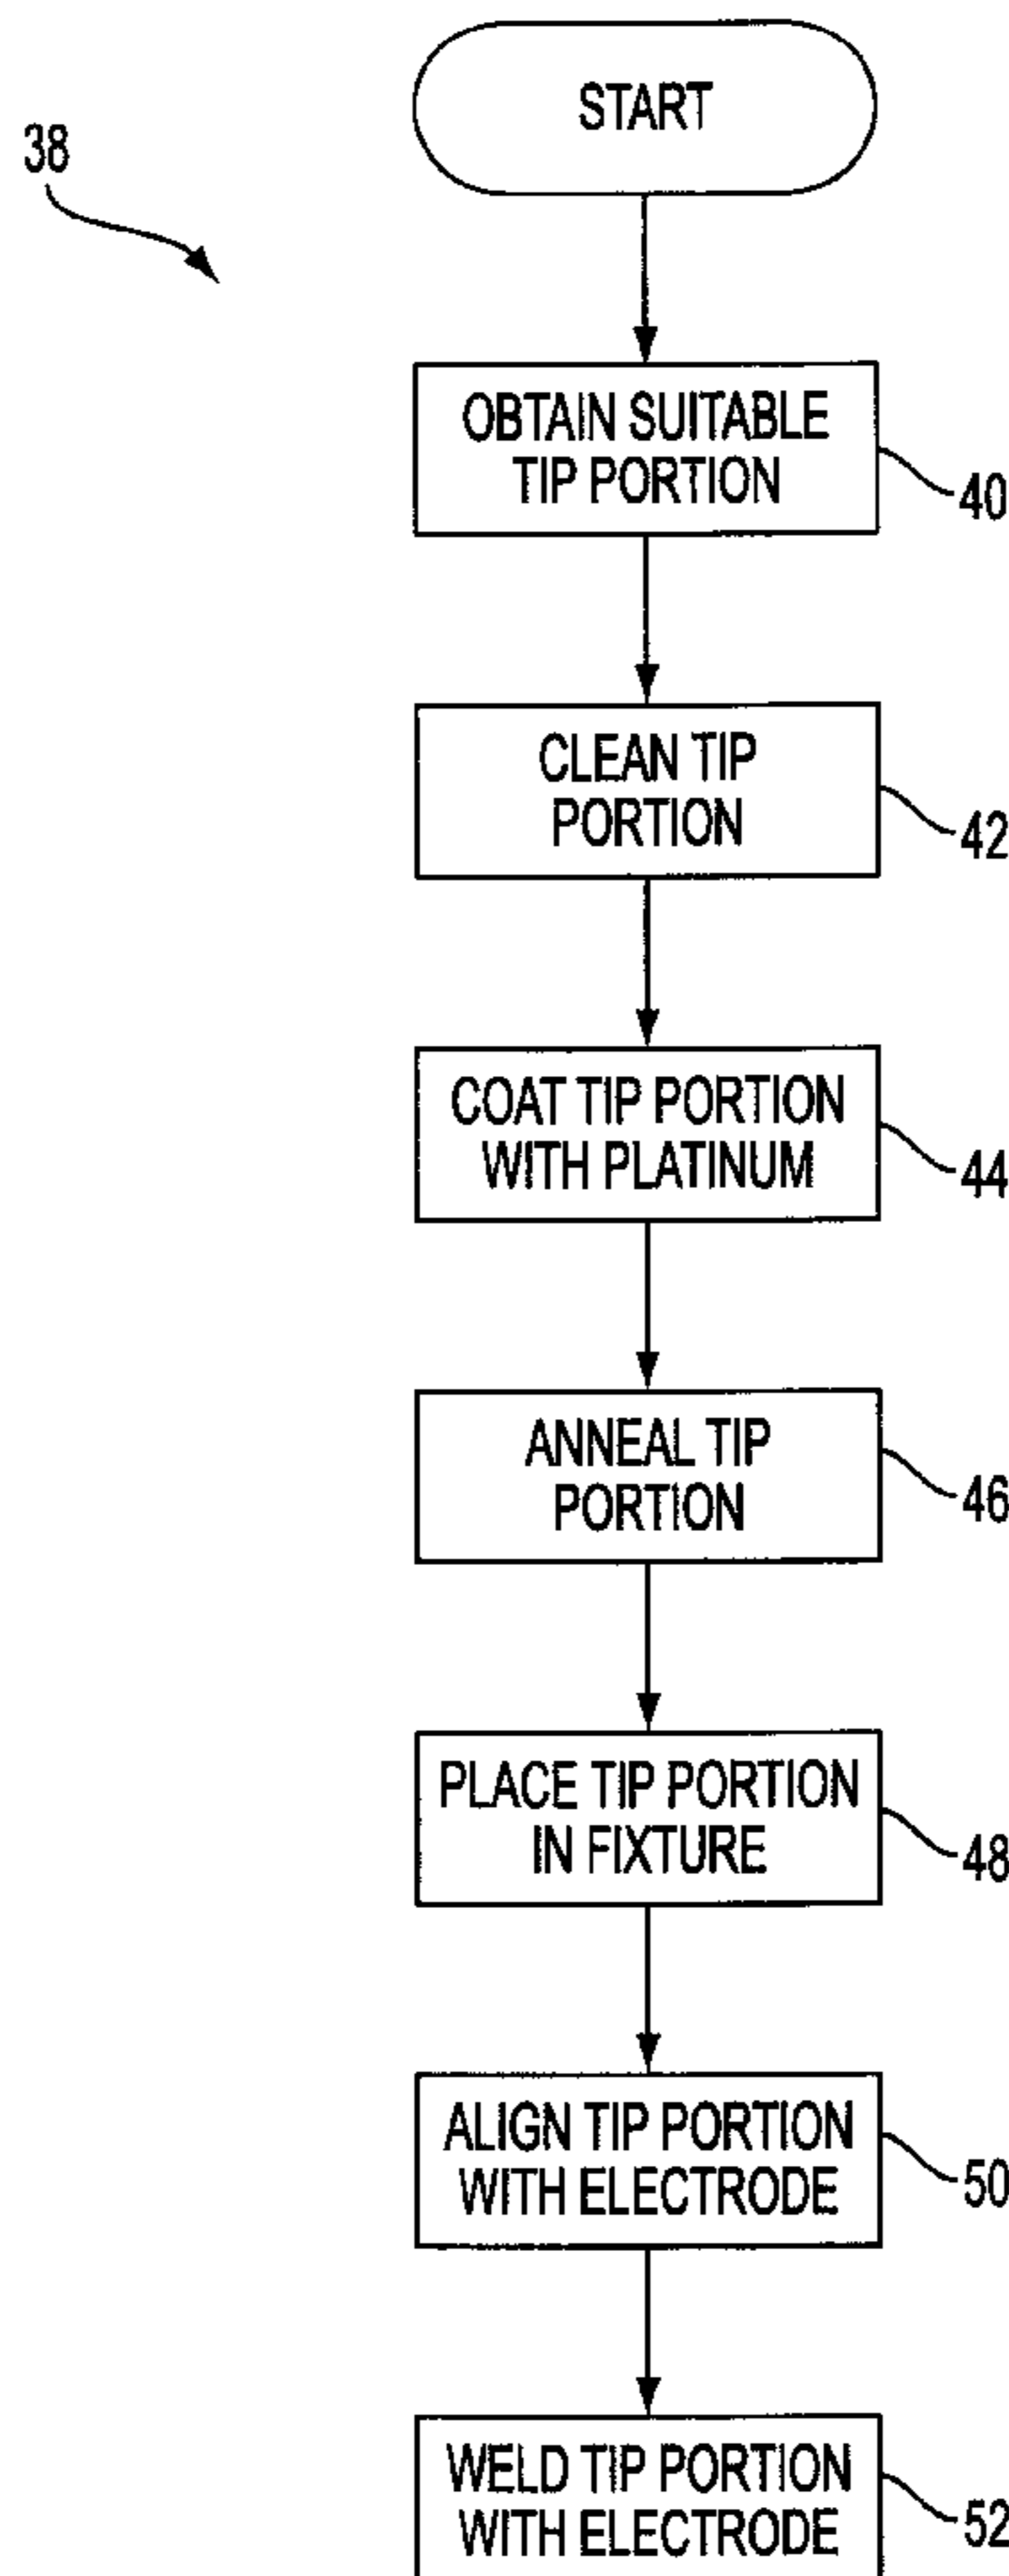 START
38
OBTAIN SUITABLE
TIP PORTION
40
CLEAN TIP
PORTION
42
COAT TIP PORTION
WITH PLATINUM
44
ANNEAL TIP
PORTION
46
PLACE TIP PORTION
IN FIXTURE
48
ALIGN TIP PORTION
WITH ELECTRODE
50
WELD TIP PORTION
WITH ELECTRODE
52